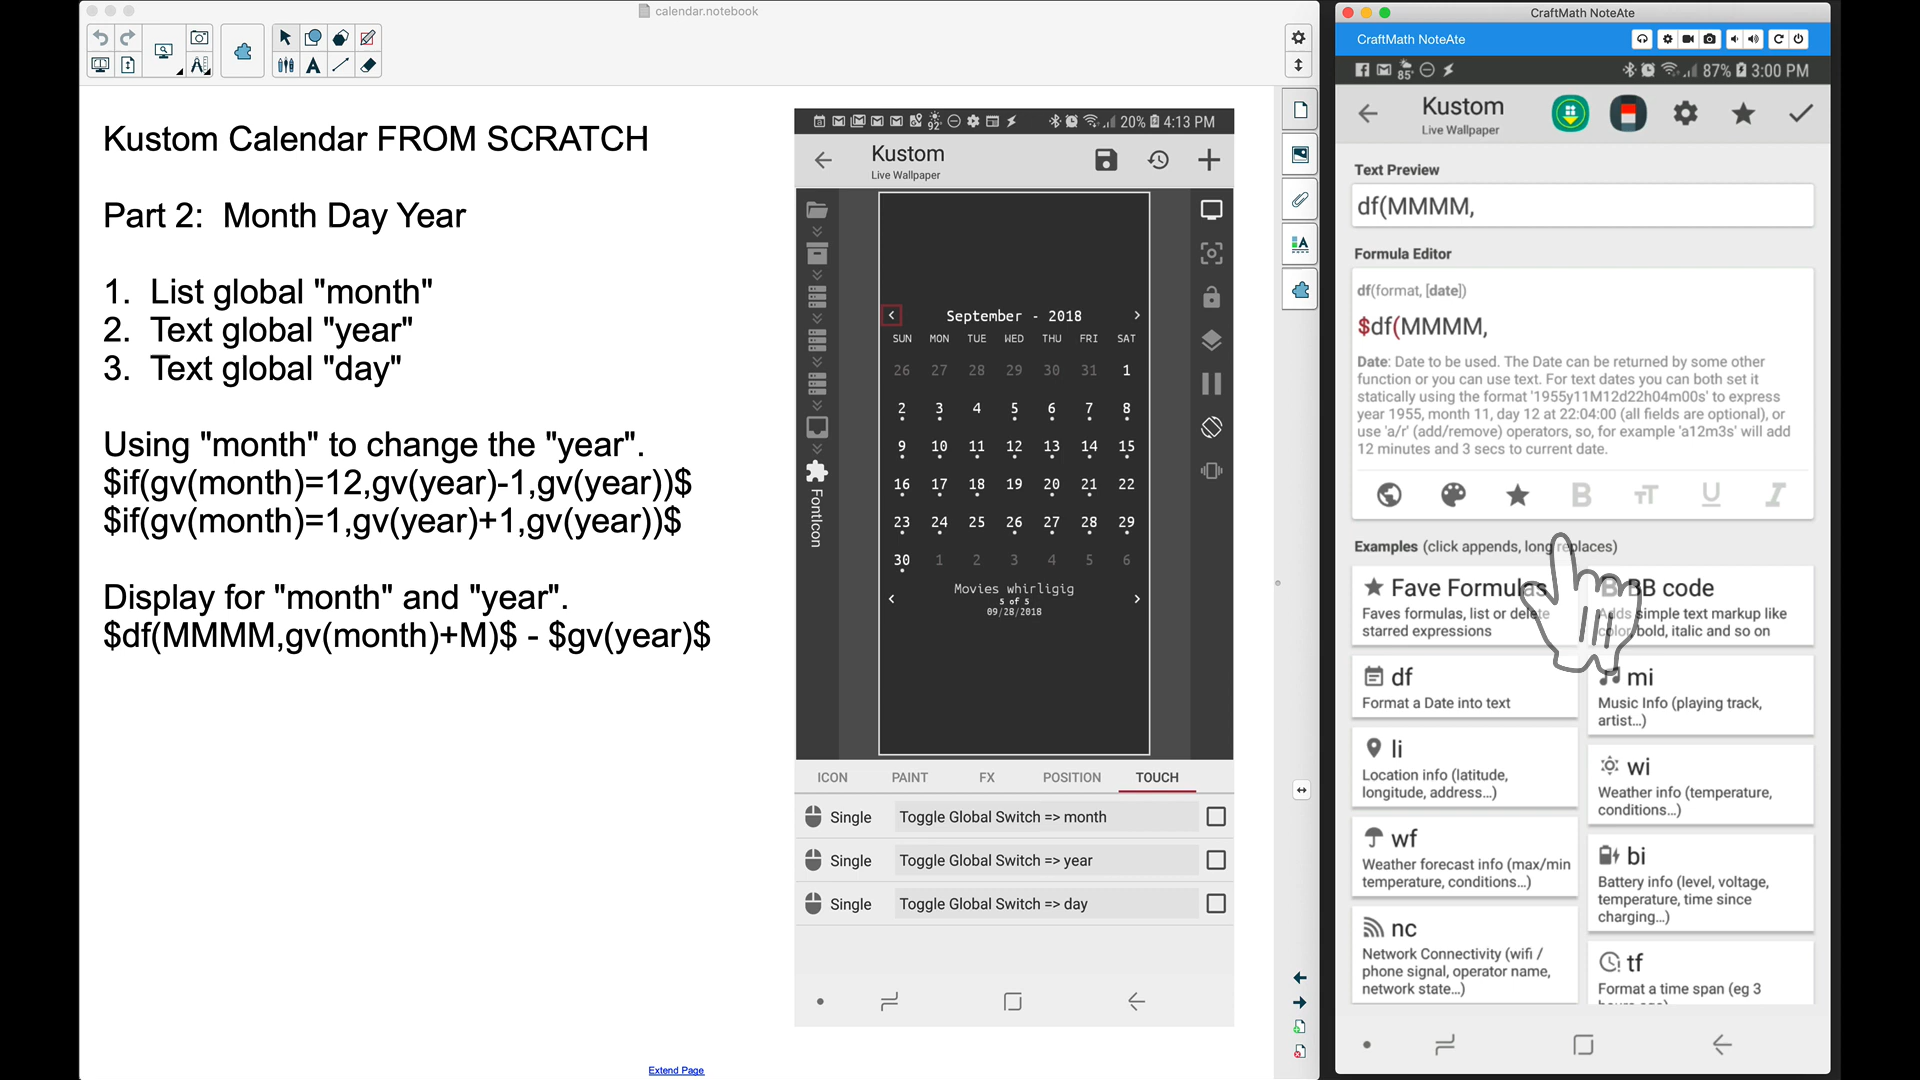 calendar.notebook
Kustom Calendar FROM SCRATCH
Part 2:  Month Day Year
1.  List global "month"
2.  Text global "year"
3.  Text global "day"
Using "month" to change the "year".
$if(gv(month)=12,gv(year)-1,gv(year))$
$if(gv(month)=1,gv(year)+1,gv(year))$
Display for "month" and "year".
$df(MMMM,gv(month)+M)$ - $gv(year)$
Extend Page
92° 20% 4:13 PM
Kustom
Live Wallpaper
FontIcon
September - 2018
SUN MON TUE WED THU FRI SAT
26 27 28 29 30 31 1
2 3 4 5 6 7 8
9 10 11 12 13 14 15
16 17 18 19 20 21 22
23 24 25 26 27 28 29
30 1 2 3 4 5 6
Movies whirligig
5 of 5
09/28/2018
ICON PAINT FX POSITION TOUCH
Single Toggle Global Switch => month
Single Toggle Global Switch => year
Single Toggle Global Switch => day
CraftMath NoteAte
CraftMath NoteAte
85° 87% 3:00 PM
Kustom
Live Wallpaper
Text Preview
df(MMMM,
Formula Editor
df(format, [date])
$df(MMMM,
Date: Date to be used. The Date can be returned by some other
function or you can use text. For text dates you can both set it
statically using the format '1955y11M12d22h04m00s' to express
year 1955, month 11, day 12 at 22:04:00 (all fields are optional), or
use 'a/r' (add/remove) operators, so, for example 'a12m3s' will add
12 minutes and 3 secs to current date.
B TT U I
Examples (click appends, long replaces)
Fave Formulas
Faves formulas, list or delete
starred expressions
BB code
Adds simple text markup like
color, bold, italic and so on
df
Format a Date into text
mi
Music Info (playing track,
artist...)
li
Location info (latitude,
longitude, address...)
wi
Weather info (temperature,
conditions...)
wf
Weather forecast info (max/min
temperature, conditions...)
bi
Battery info (level, voltage,
temperature, time since
charging...)
nc
Network Connectivity (wifi /
phone signal, operator name,
network state...)
tf
Format a time span (eg 3